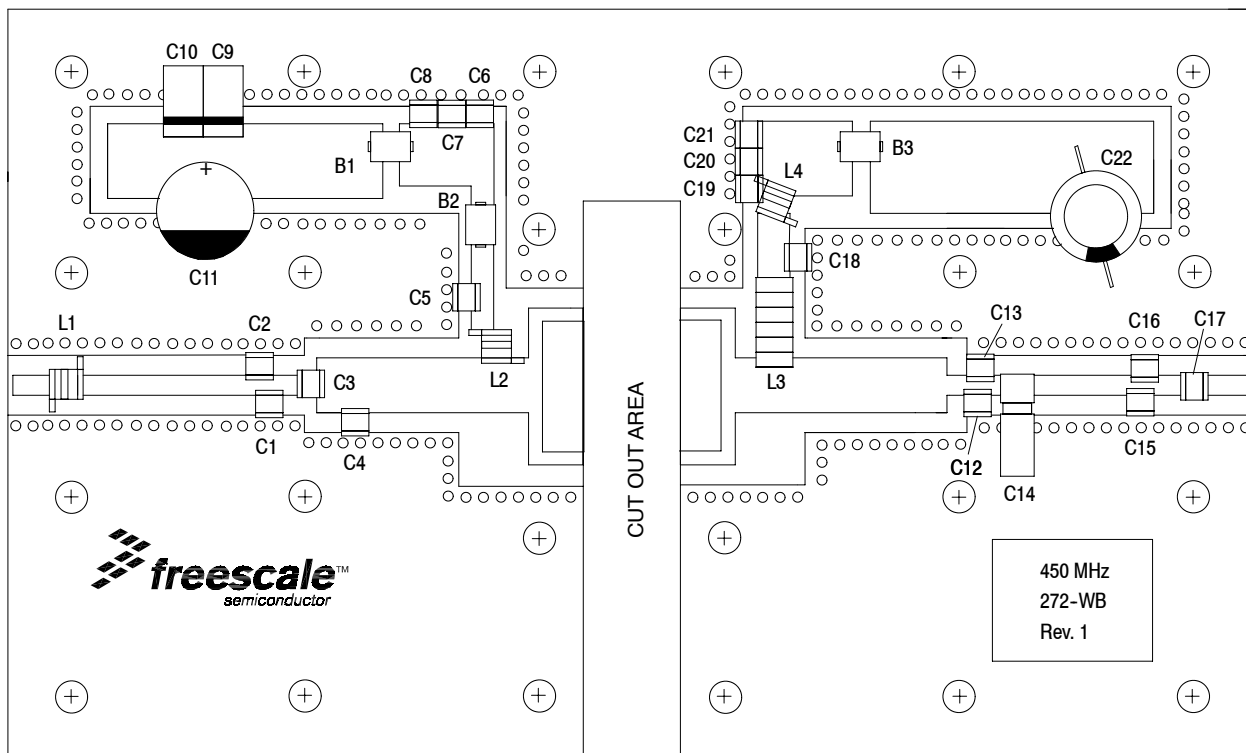 C10 C9
C8 C6
C7
B1
B2
C11
C5
L1
C2
L2
C3
C1
C4
C21
C20
C19
L4
B3
C22
C18
C13
C16
C17
L3
C12
C14
C15
CUT OUT AREA
freescale™
semiconductor
450 MHz
272-WB
Rev. 1